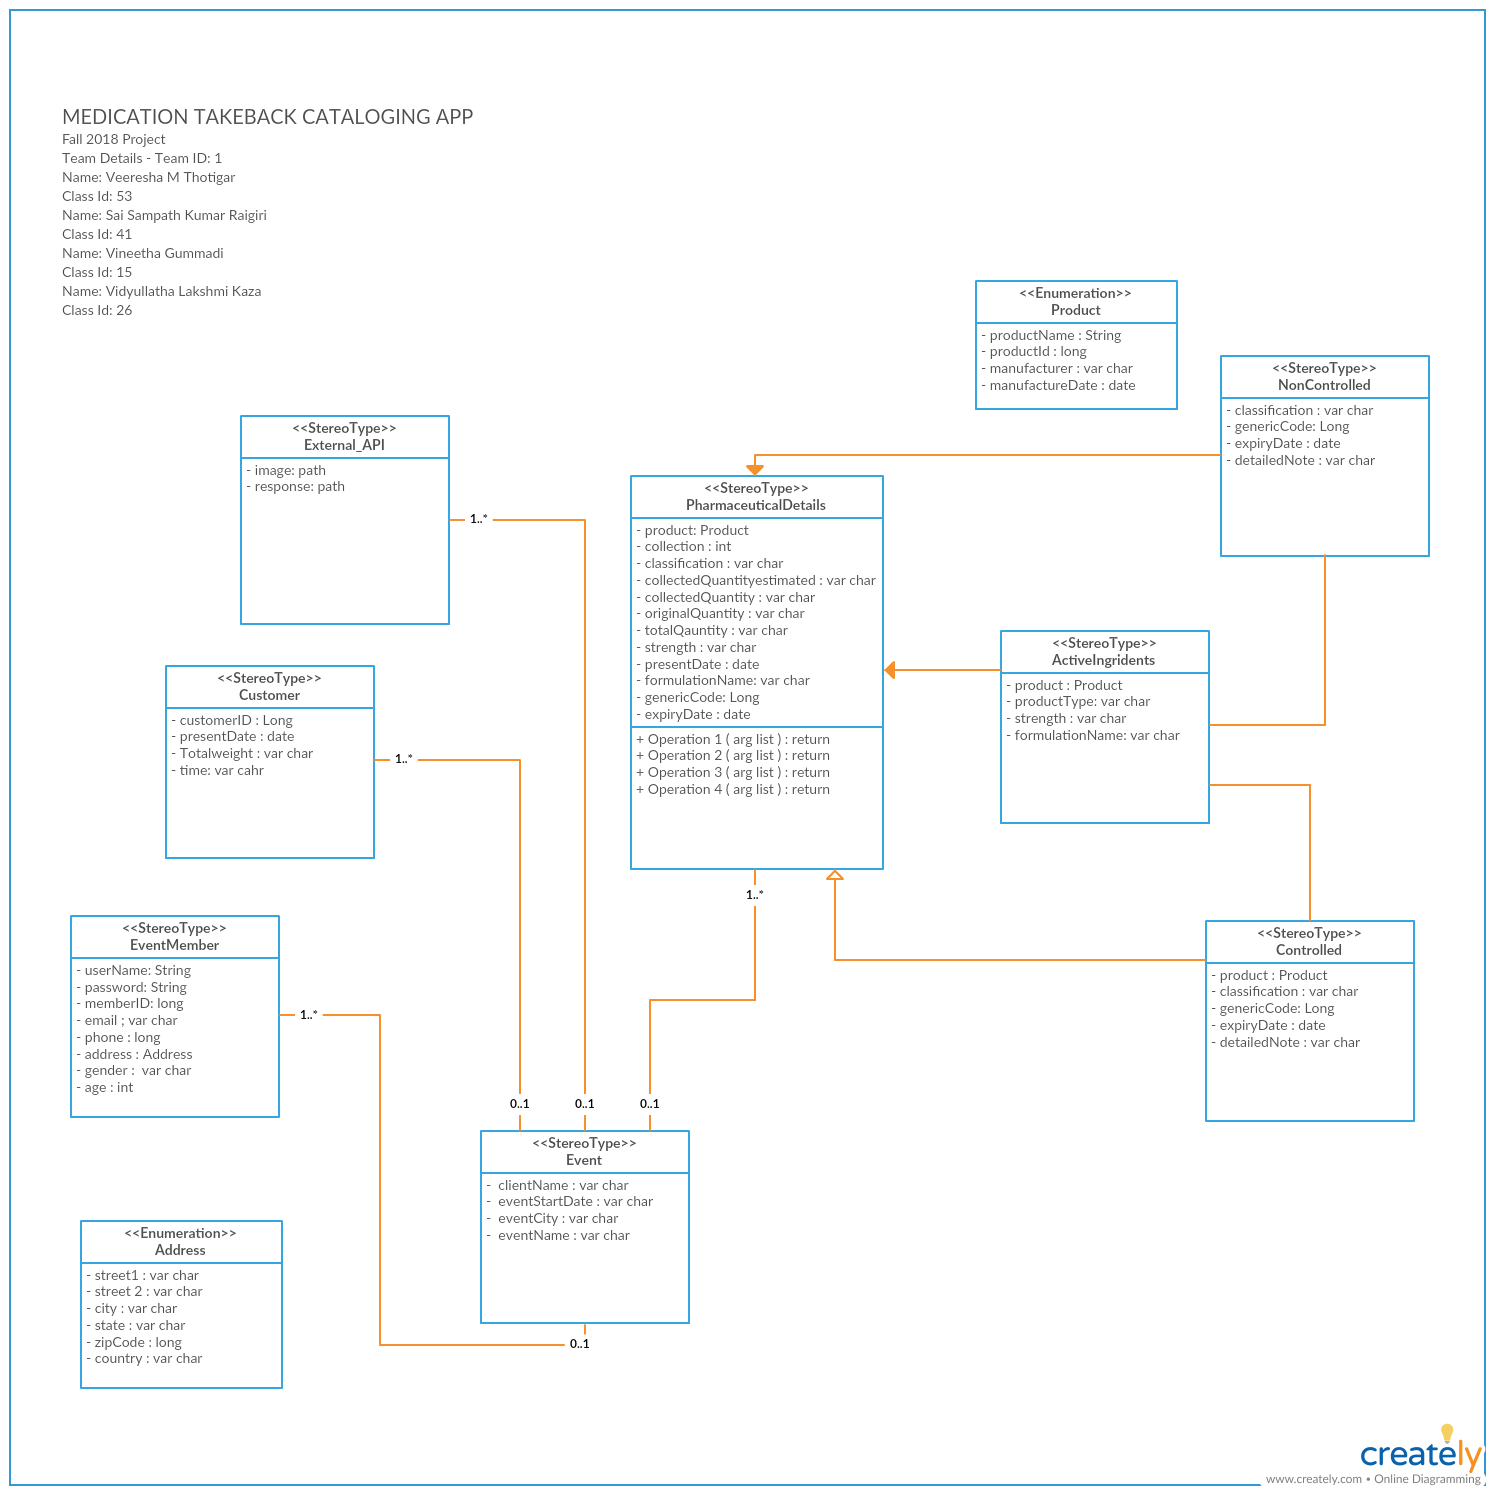 MEDICATION TAKEBACK CATALOGING APP
Fall 2018 Project
Team Details - Team ID: 1
Name: Veeresha M Thotigar
Class Id: 53
Name: Sai Sampath Kumar Raigiri
Class Id: 41
Name: Vineetha Gummadi
Class Id: 15
Name: Vidyullatha Lakshmi Kaza
Class Id: 26
<<Enumeration>>
Product
- productName : String
- productId : long
- manufacturer : var char
- manufactureDate : date
<<StereoType>>
NonControlled
- classification : var char
- genericCode: Long
- expiryDate : date
- detailedNote : var char
<<StereoType>>
External_API
- image: path
- response: path
1..*
<<StereoType>>
PharmaceuticalDetails
- product: Product
- collection : int
- classification : var char
- collectedQuantityestimated : var char
- collectedQuantity : var char
- originalQuantity : var char
- totalQauntity : var char
- strength : var char
- presentDate : date
- formulationName: var char
- genericCode: Long
- expiryDate : date
+ Operation 1 ( arg list ) : return
+ Operation 2 ( arg list ) : return
+ Operation 3 ( arg list ) : return
+ Operation 4 ( arg list ) : return
1..*
<<StereoType>>
ActiveIngridents
- product : Product
- productType: var char
- strength : var char
- formulationName: var char
<<StereoType>>
Customer
- customerID : Long
- presentDate : date
- Totalweight : var char
- time: var cahr
1..*
<<StereoType>>
EventMember
- userName: String
- password: String
- memberID: long
- email ; var char
- phone : long
- address : Address
- gender :  var char
- age : int
1..*
<<StereoType>>
Controlled
- product : Product
- classification : var char
- genericCode: Long
- expiryDate : date
- detailedNote : var char
0..1
0..1
0..1
<<StereoType>>
Event
- clientName : var char
- eventStartDate : var char
- eventCity : var char
- eventName : var char
0..1
<<Enumeration>>
Address
- street1 : var char
- street 2 : var char
- city : var char
- state : var char
- zipCode : long
- country : var char
creately
www.creately.com • Online Diagramming